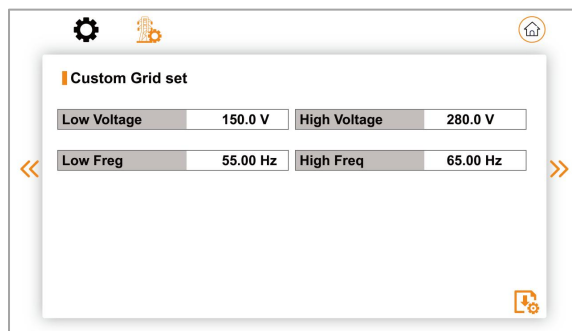 Custom Grid set
Low Voltage 150.0 V High Voltage 280.0 V
Low Freg 55.00 Hz High Freq 65.00 Hz